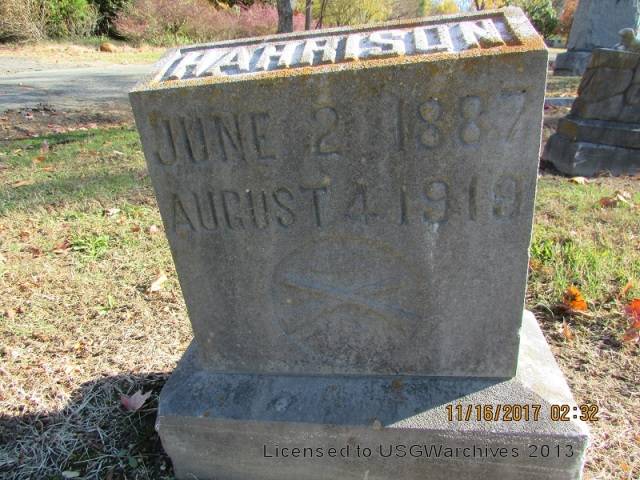 HARRISON
JUNE 2 1887
AUGUST 4 1919
11/16/2017 02:32
Licensed to USGWarchives 2013